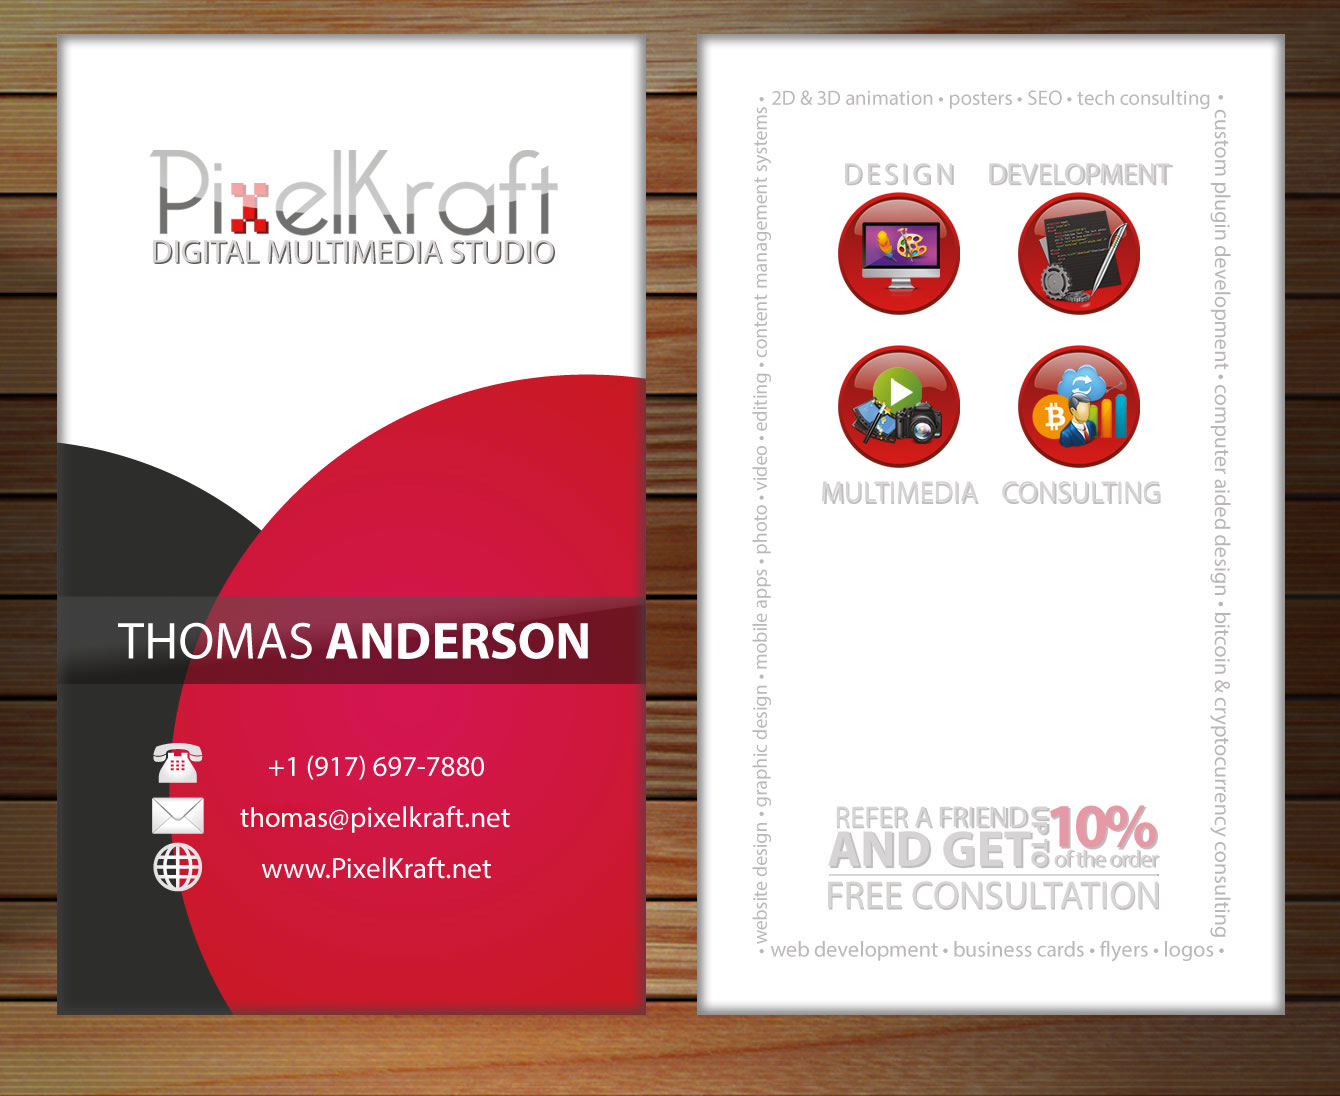 PixelKraft
DIGITAL MULTIMEDIA STUDIO
THOMAS ANDERSON
+1 (917) 697-7880
thomas@pixelkraft.net
www.PixelKraft.net
• 2D & 3D animation • posters • SEO • tech consulting •
custom plugin development • computer aided design • bitcoin & cryptocurrency consulting
website design • graphic design • mobile apps • photo • video • editing • content management systems
DESIGN DEVELOPMENT
MULTIMEDIA CONSULTING
REFER A FRIEND
AND GET UP TO 10%
of the order
FREE CONSULTATION
• web development • business cards • flyers • logos •